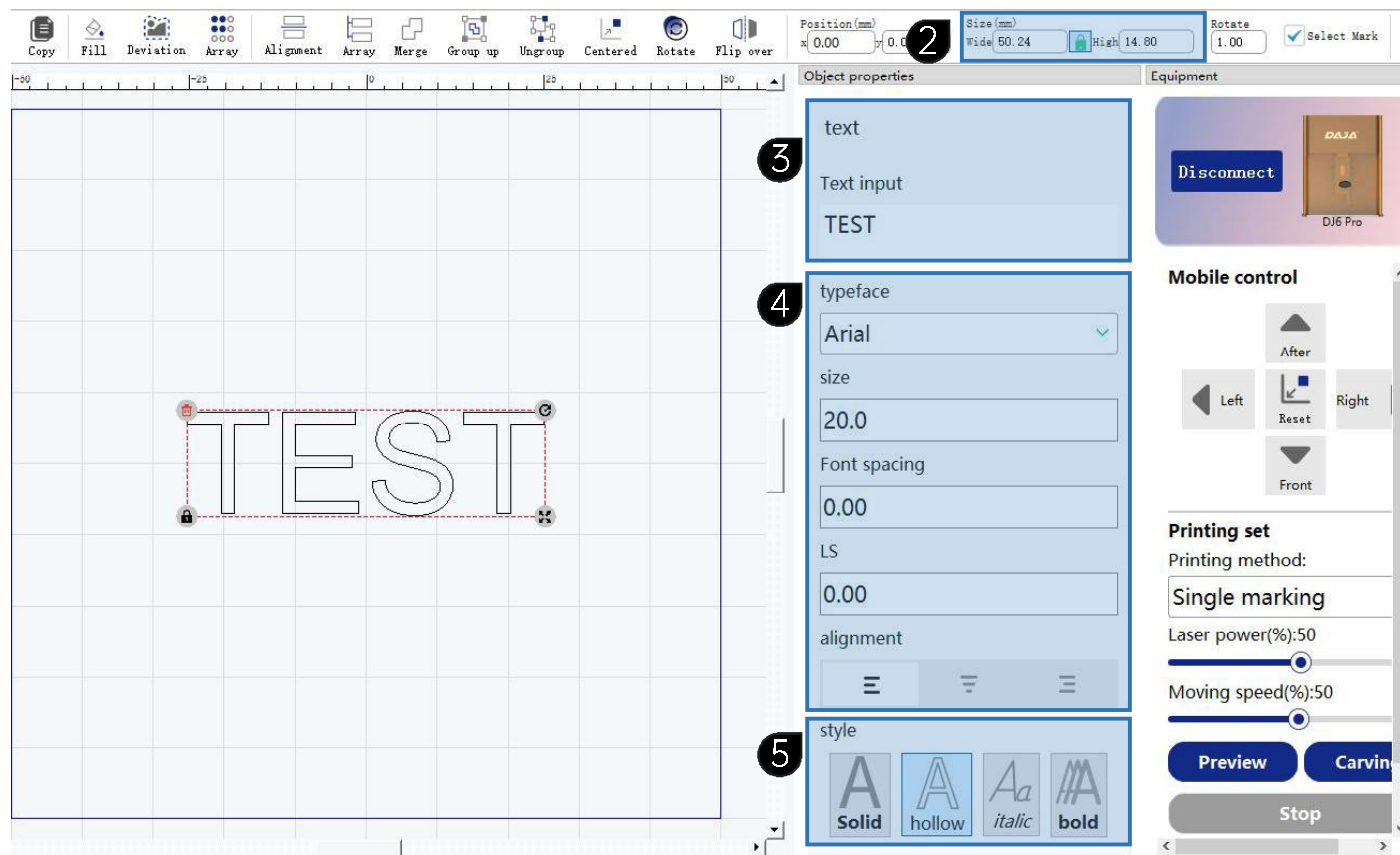 Copy Fill Deviation Array Alignment Array Merge Group up Ungroup Centered Rotate Flip over
Position(mm)
x 0.00 y 0.0
2
Size(mm)
Wide 50.24 High 14.80
Rotate
1.00
Select Mark
-50 -25 0 25 50
Object properties
Equipment
3
text
Text input
TEST
4
typeface
Arial
size
20.0
Font spacing
0.00
LS
0.00
alignment
5
style
A Solid
A hollow
Aa italic
A bold
TEST
Disconnect
DAJA
DJ6 Pro
Mobile control
After
Left
Reset
Right
Front
Printing set
Printing method:
Single marking
Laser power(%):50
Moving speed(%):50
Preview
Carvin
Stop